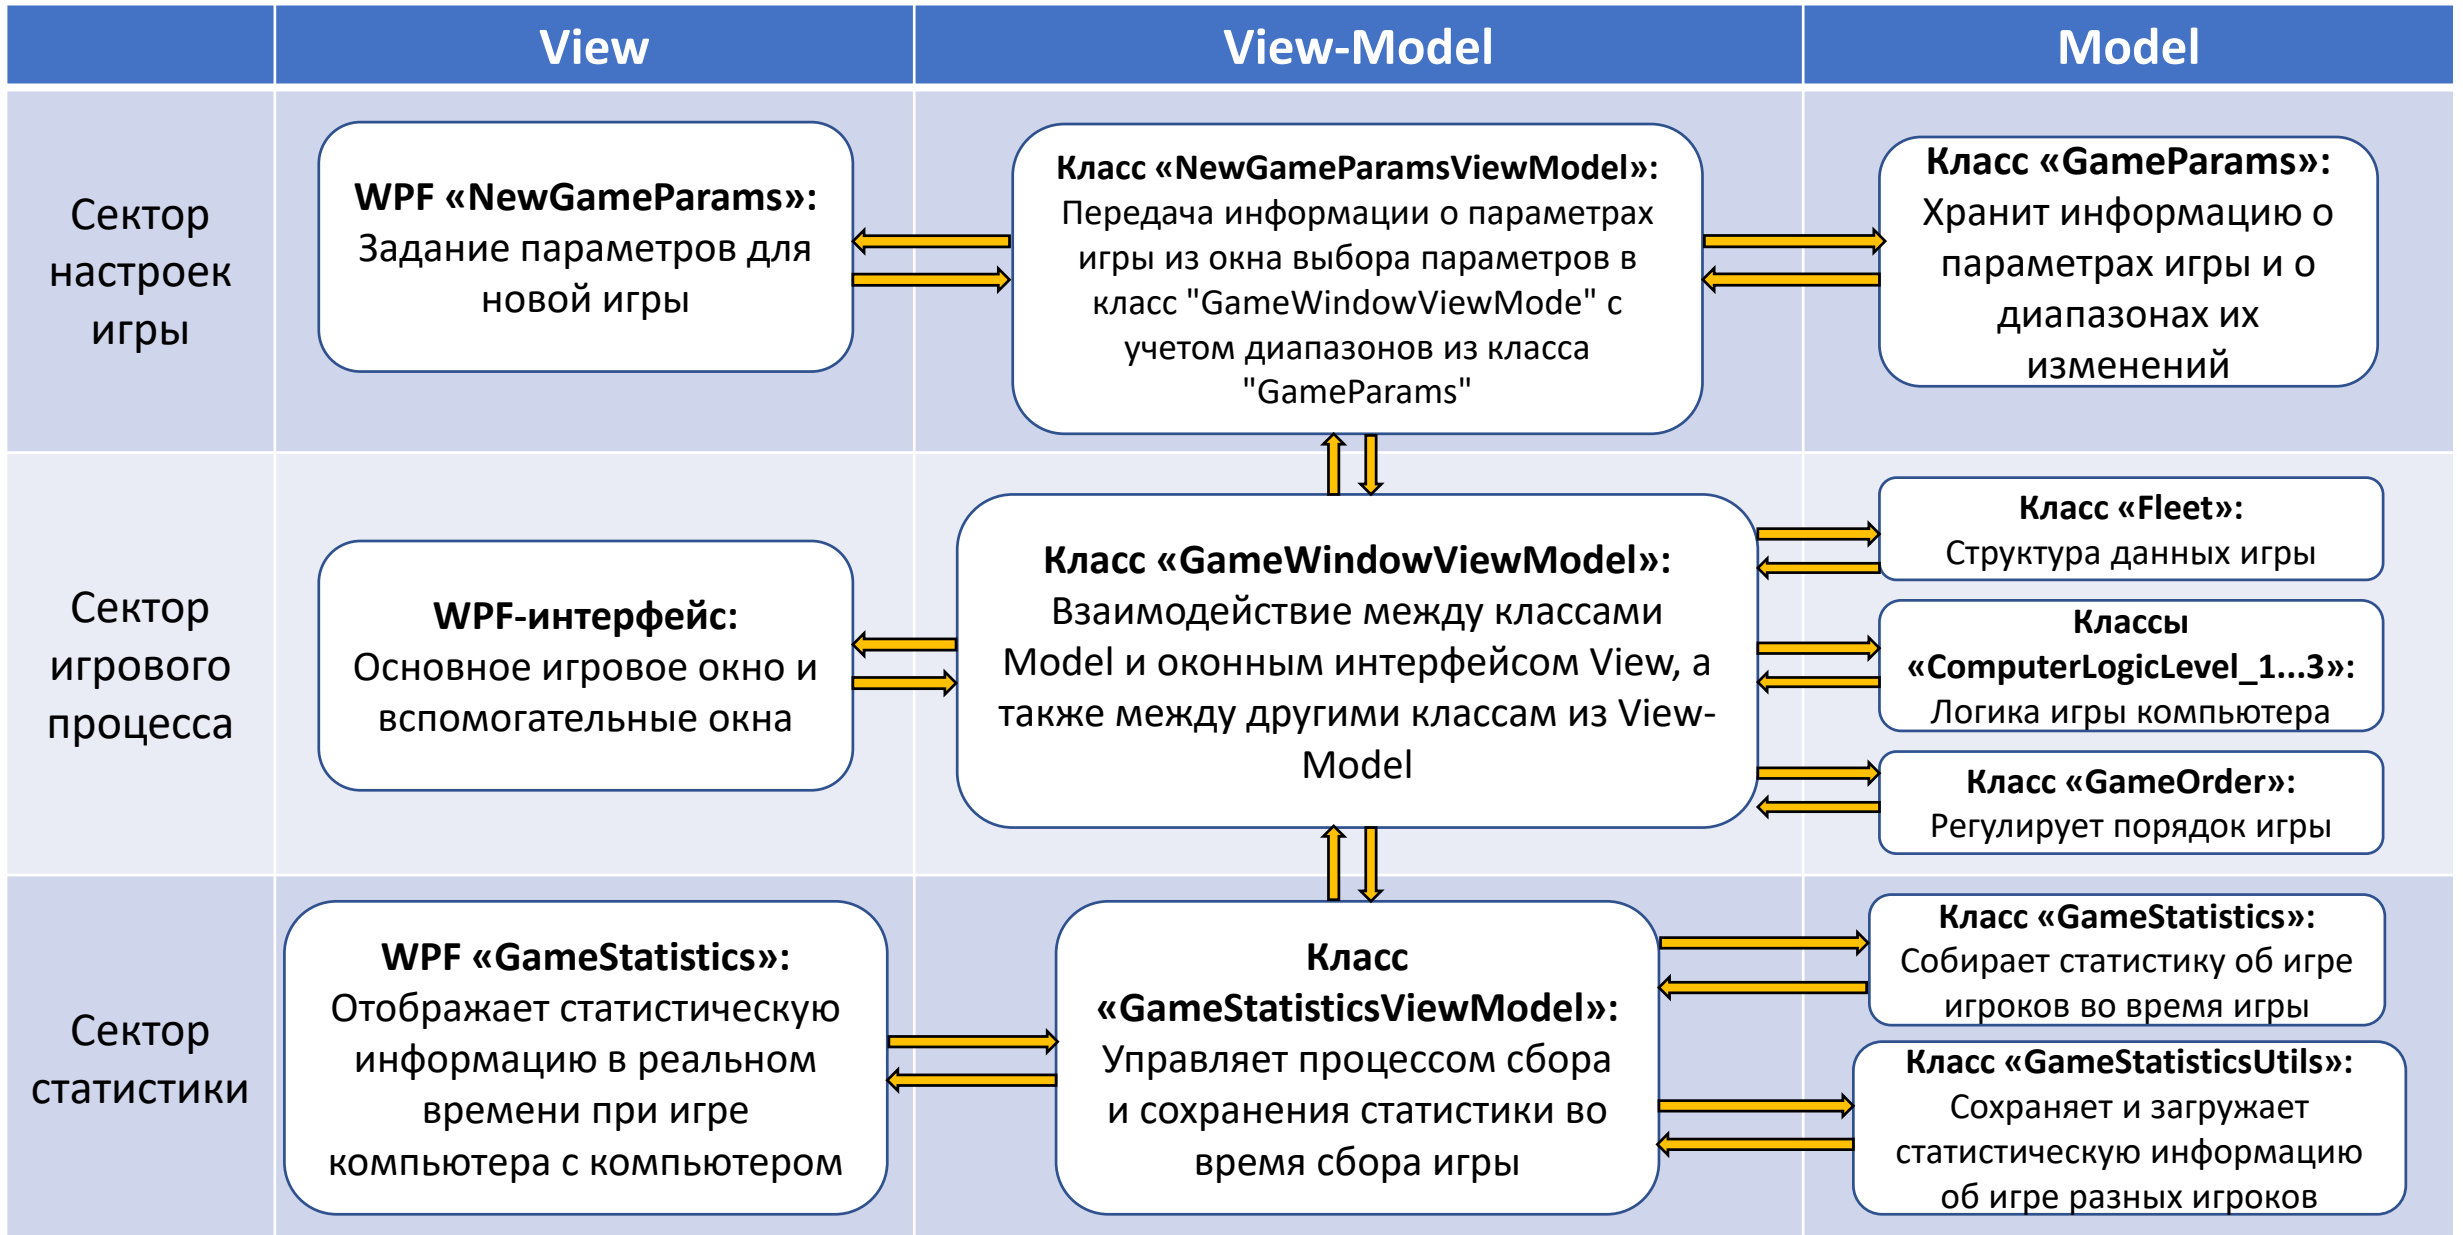 View
View-Model
Model
Сектор
настроек
игры
WPF «NewGameParams»:
Задание параметров для
новой игры
Класс «NewGameParamsViewModel»:
Передача информации о параметрах
игры из окна выбора параметров в
класс "GameWindowViewMode" с
учетом диапазонов из класса
"GameParams"
Класс «GameParams»:
Хранит информацию о
параметрах игры и о
диапазонах их
изменений
Сектор
игрового
процесса
WPF-интерфейс:
Основное игровое окно и
вспомогательные окна
Класс «GameWindowViewModel»:
Взаимодействие между классами
Model и оконным интерфейсом View, а
также между другими классам из View-
Model
Класс «Fleet»:
Структура данных игры
Классы
«ComputerLogicLevel_1...3»:
Логика игры компьютера
Класс «GameOrder»:
Регулирует порядок игры
Сектор
статистики
WPF «GameStatistics»:
Отображает статистическую
информацию в реальном
времени при игре
компьютера с компьютером
Класс
«GameStatisticsViewModel»:
Управляет процессом сбора
и сохранения статистики во
время сбора игры
Класс «GameStatistics»:
Собирает статистику об игре
игроков во время игры
Класс «GameStatisticsUtils»:
Сохраняет и загружает
статистическую информацию
об игре разных игроков